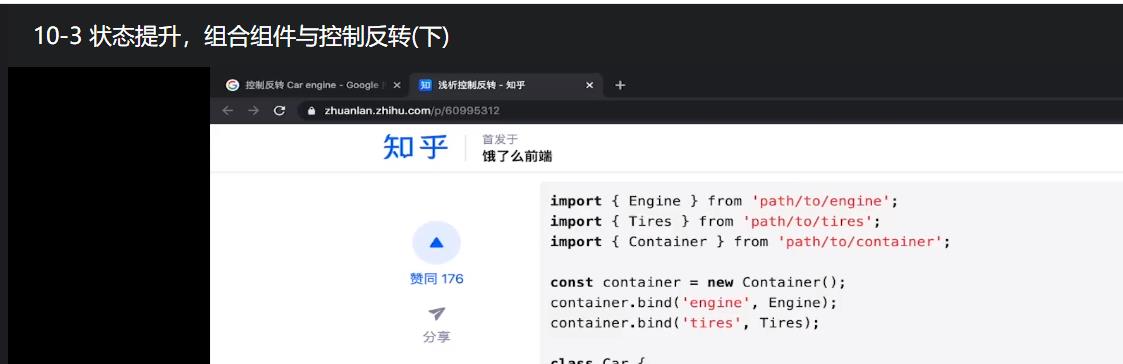 10-3 状态提升，组合组件与控制反转(下)
控制反转 Car engine - Google
知 浅析控制反转 - 知乎
zhuanlan.zhihu.com/p/60995312
知乎
首发于
饿了么前端
import { Engine } from 'path/to/engine';
import { Tires } from 'path/to/tires';
import { Container } from 'path/to/container';
const container = new Container();
container.bind('engine', Engine);
container.bind('tires', Tires);
class Car {
赞同 176
分享